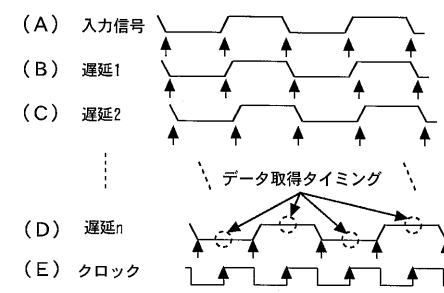 (A) 入力信号
(B) 遅延1
(C) 遅延2
データ取得タイミング
(D) 遅延n
(E) クロック